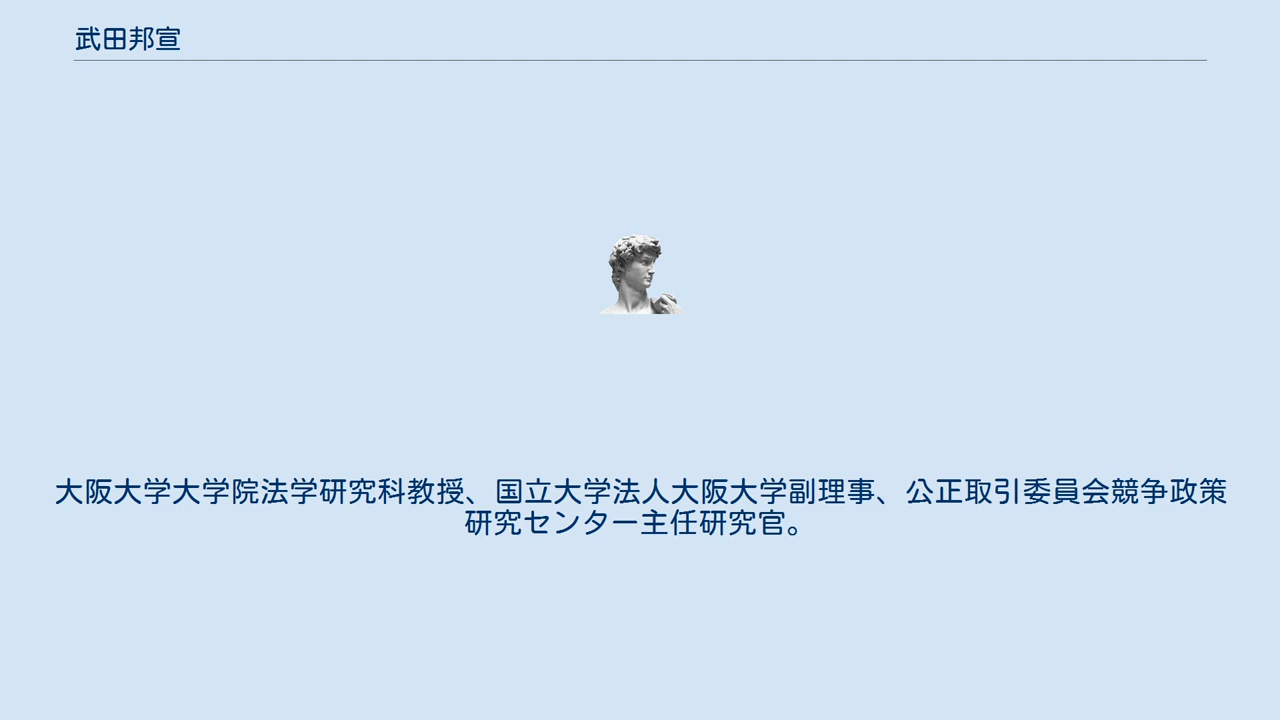 武田邦宣
大阪大学大学院法学研究科教授、国立大学法人大阪大学副理事、公正取引委員会競争政策
研究センター主任研究官。